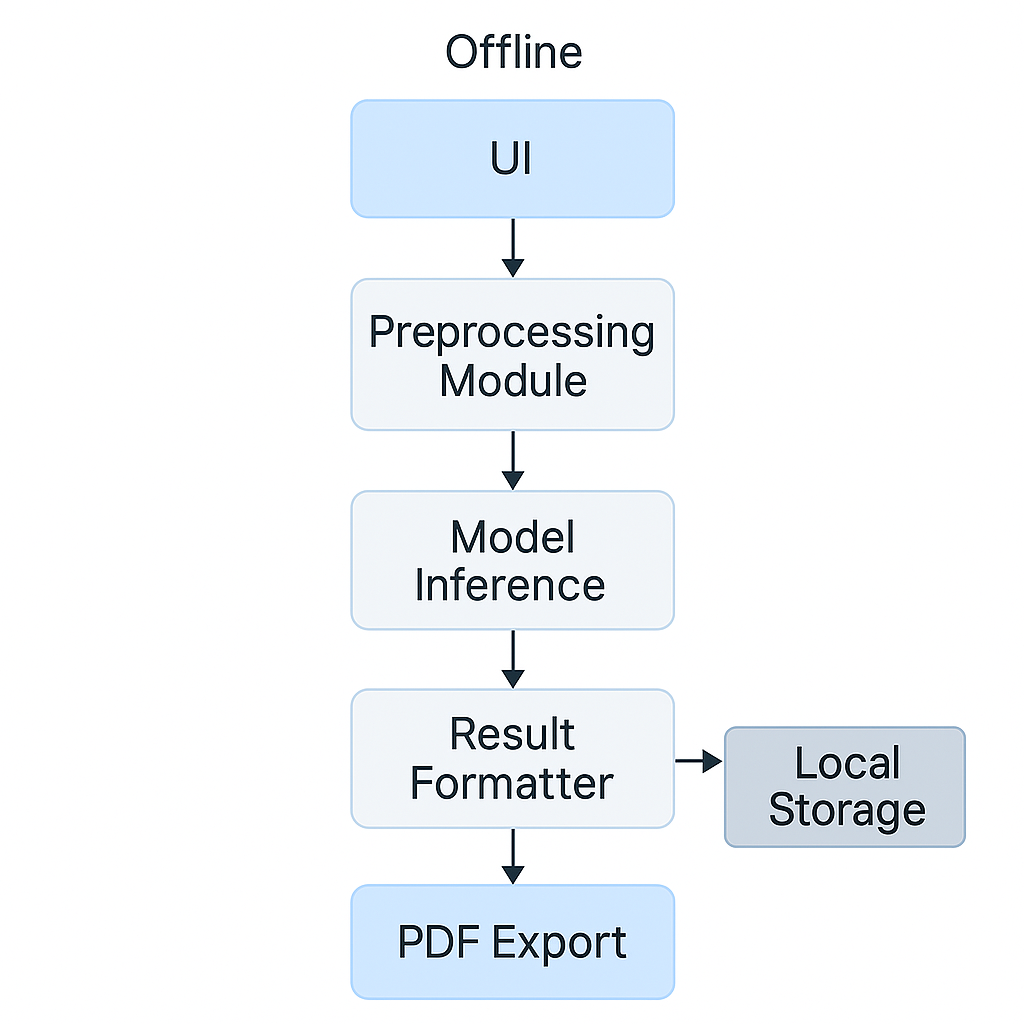 Offline
UI
Preprocessing
Module
Model
Inference
Result
Formatter
Local
Storage
PDF Export